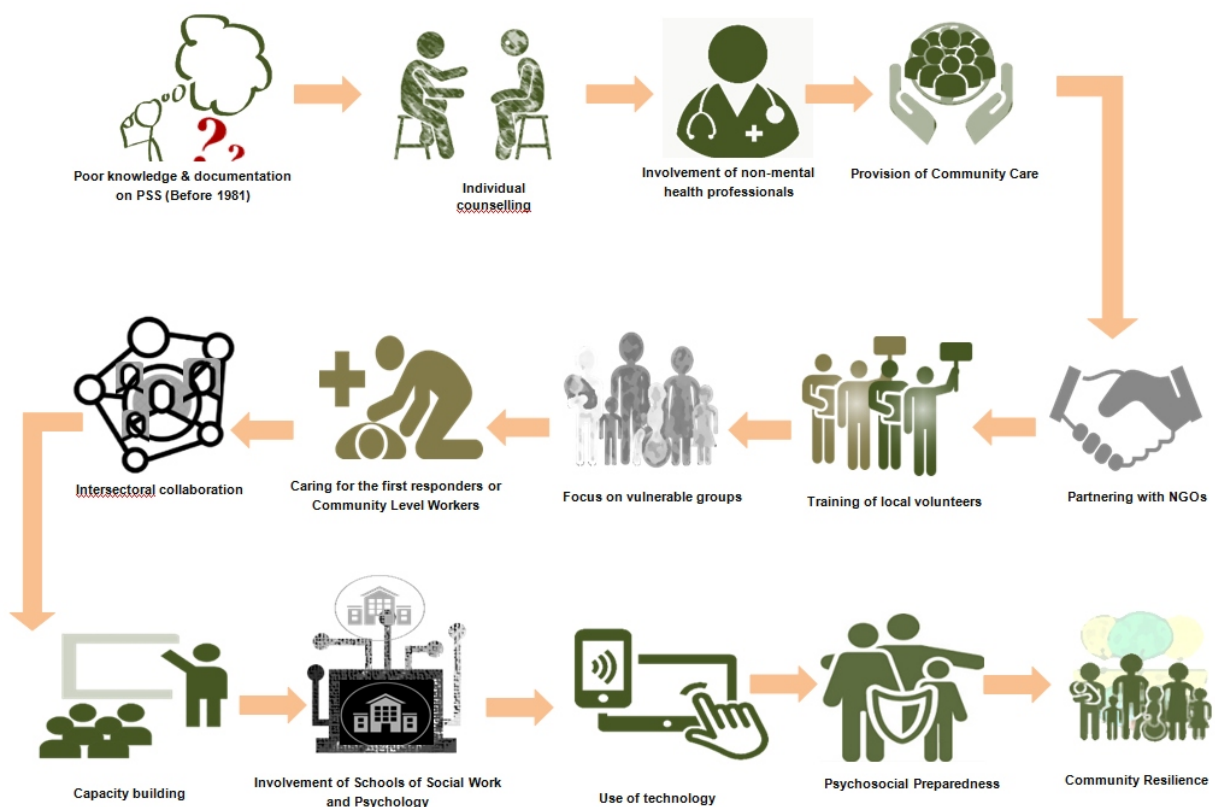 Poor knowledge & documentation
on PSS (Before 1981)
Individual
counselling
Involvement of non-mental
health professionals
Provision of Community Care
Partnering with NGOs
Training of local volunteers
Focus on vulnerable groups
Caring for the first responders or
Community Level Workers
Intersectoral collaboration
Capacity building
Involvement of Schools of Social Work
and Psychology
Use of technology
Psychosocial Preparedness
Community Resilience